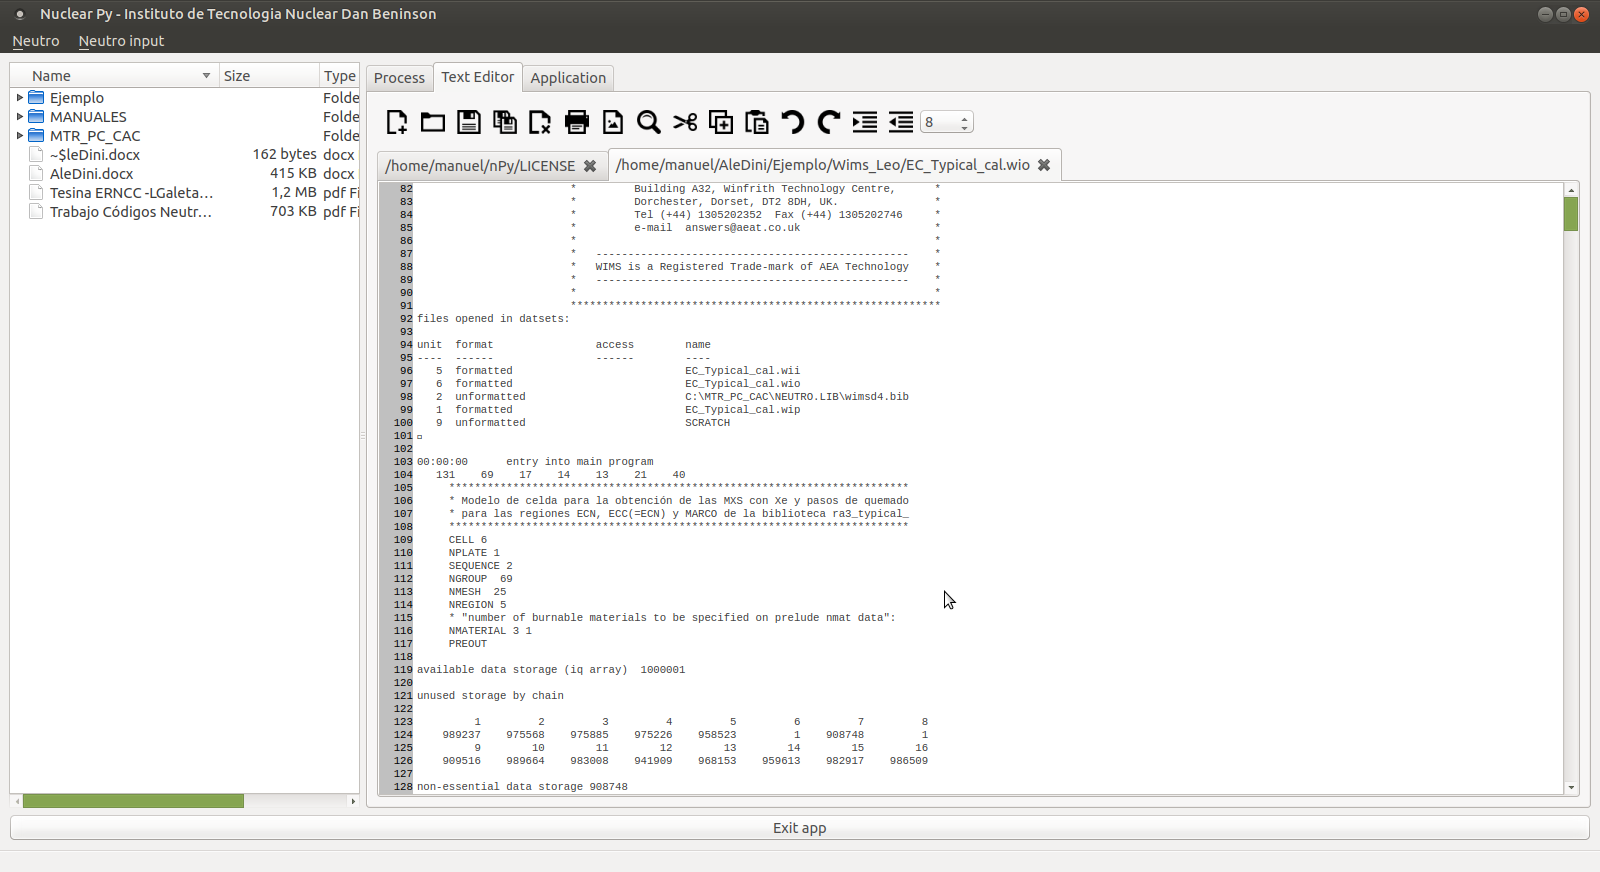 Nuclear Py - Instituto de Tecnologia Nuclear Dan Beninson
Neutro Neutro input
Name Size Type
Ejemplo Folde
MANUALES Folde
MTR_PC_CAC Folde
~$leDini.docx 162 bytes docx
AleDini.docx 415 KB docx
Tesina ERNCC -LGaleta... 1,2 MB pdf Fi
Trabajo Códigos Neutr... 703 KB pdf Fi
Process Text Editor Application
8
/home/manuel/nPy/LICENSE /home/manuel/AleDini/Ejemplo/Wims_Leo/EC_Typical_cal.wio
82 * Building A32, Winfrith Technology Centre, *
83 * Dorchester, Dorset, DT2 8DH, UK. *
84 * Tel (+44) 1305202352 Fax (+44) 1305202746 *
85 * e-mail answers@aeat.co.uk *
86 * *
87 * ------------------------------------------------- *
88 * WIMS is a Registered Trade-mark of AEA Technology *
89 * ------------------------------------------------- *
90 * *
91 **********************************************************
92 files opened in datsets:
93
94 unit format access name
95 ---- ------ ------ ----
96 5 formatted EC_Typical_cal.wii
97 6 formatted EC_Typical_cal.wio
98 2 unformatted C:\MTR_PC_CAC\NEUTRO.LIB\wimsd4.bib
99 1 formatted EC_Typical_cal.wip
100 9 unformatted SCRATCH
101
102
103 00:00:00 entry into main program
104 131 69 17 14 13 21 40
105 ************************************************************************
106 * Modelo de celda para la obtención de las MXS con Xe y pasos de quemado
107 * para las regiones ECN, ECC(=ECN) y MARCO de la biblioteca ra3_typical_
108 ************************************************************************
109 CELL 6
110 NPLATE 1
111 SEQUENCE 2
112 NGROUP 69
113 NMESH 25
114 NREGION 5
115 * "number of burnable materials to be specified on prelude nmat data":
116 NMATERIAL 3 1
117 PREOUT
118
119 available data storage (iq array) 1000001
120
121 unused storage by chain
122
123 1 2 3 4 5 6 7 8
124 989237 975568 975885 975226 958523 1 908748 1
125 9 10 11 12 13 14 15 16
126 909516 989664 983008 941909 968153 959613 982917 986509
127
128 non-essential data storage 908748
Exit app